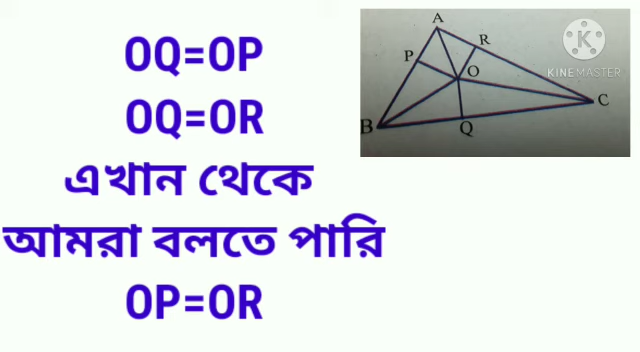 OQ=OP
OQ=OR
এখান থেকে
আমরা বলতে পারি
OP=OR
A
R
P
O
C
B
Q
KINEMASTER